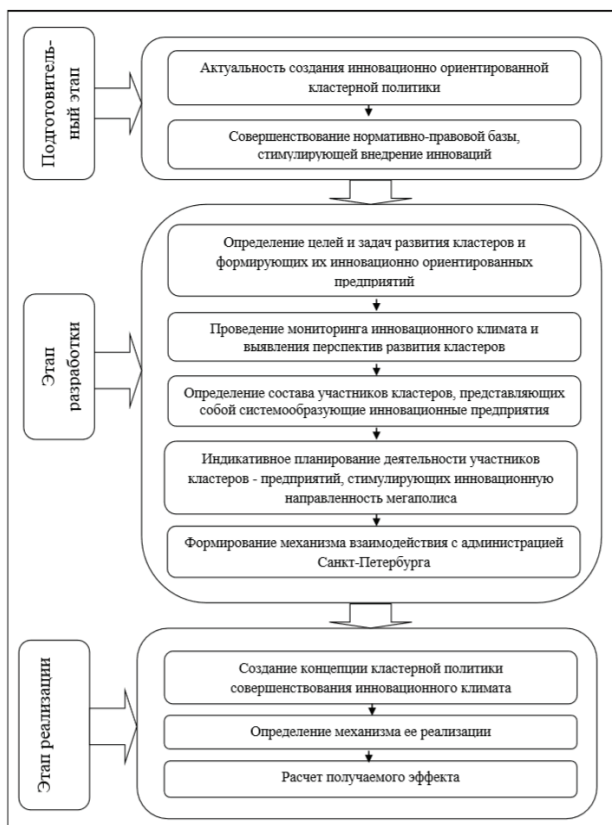 Подготовитель-
ный этап
Актуальность создания инновационно ориентированной
кластерной политики
Совершенствование нормативно-правовой базы,
стимулирующей внедрение инноваций
Этап
разработки
Определение целей и задач развития кластеров и
формирующих их инновационно ориентированных
предприятий
Проведение мониторинга инновационного климата и
выявления перспектив развития кластеров
Определение состава участников кластеров, представляющих
собой системообразующие инновационные предприятия
Индикативное планирование деятельности участников
кластеров - предприятий, стимулирующих инновационную
направленность мегаполиса
Формирование механизма взаимодействия с администрацией
Санкт-Петербурга
Этап реализации
Создание концепции кластерной политики
совершенствования инновационного климата
Определение механизма ее реализации
Расчет получаемого эффекта